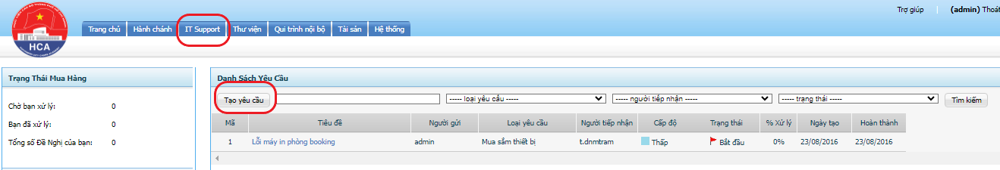 Trợ giúp (admin) Thoát
HCA
Trang chủ Hành chánh IT Support Thư viện Qui trình nội bộ Tài sản Hệ thống
Trạng Thái Mua Hàng
Chờ bạn xử lý: 0
Bạn đã xử lý: 0
Tổng số Đề Nghị của bạn: 0
Danh Sách Yêu Cầu
Tạo yêu cầu ----- loại yêu cầu ----- ----- người tiếp nhận ----- ----- trạng thái ----- Tìm kiếm
Mã Tiêu đề Người gửi Loại yêu cầu Người tiếp nhận Cấp độ Trạng thái % Xử lý Ngày tạo Hoàn thành
1 Lỗi máy in phòng booking admin Mua sắm thiết bị t.dnmtram Thấp Bắt đầu 0% 23/08/2016 23/08/2016